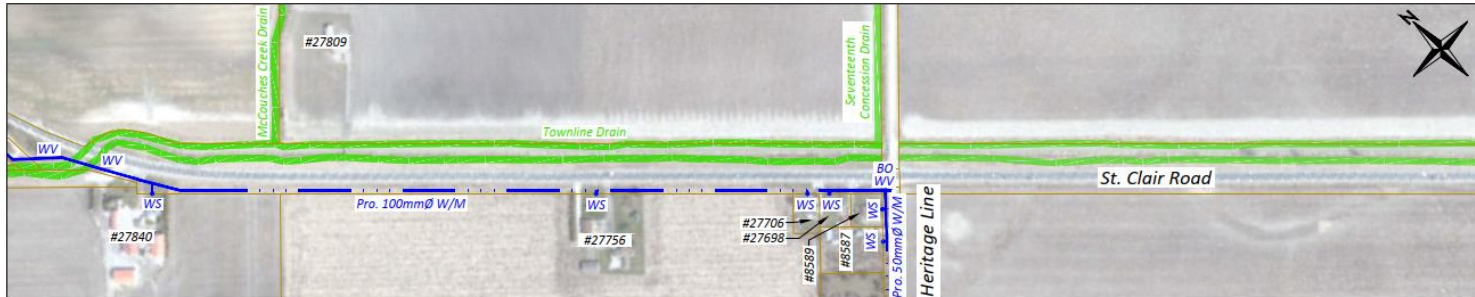 N
#27809
McCouches Creek Drain
Seventeenth
Concession Drain
Townline Drain
WV
WV
BO
WV
St. Clair Road
WS
Pro. 100mmØ W/M
WS
WS
WS
WS
#27706
#27698
#27840
#27756
#8589
#8587
WS
Pro. 50mmØ W/M
Heritage Line